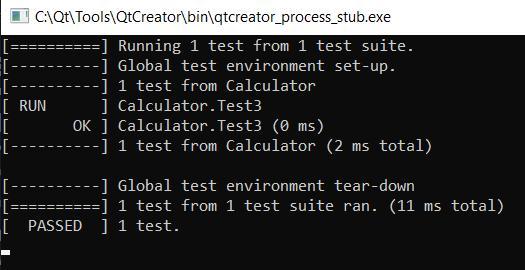 C:\Qt\Tools\QtCreator\bin\qtcreator_process_stub.exe
[==========] Running 1 test from 1 test suite.
[----------] Global test environment set-up.
[----------] 1 test from Calculator
[ RUN      ] Calculator.Test3
[       OK ] Calculator.Test3 (0 ms)
[----------] 1 test from Calculator (2 ms total)
[----------] Global test environment tear-down
[==========] 1 test from 1 test suite ran. (11 ms total)
[  PASSED  ] 1 test.